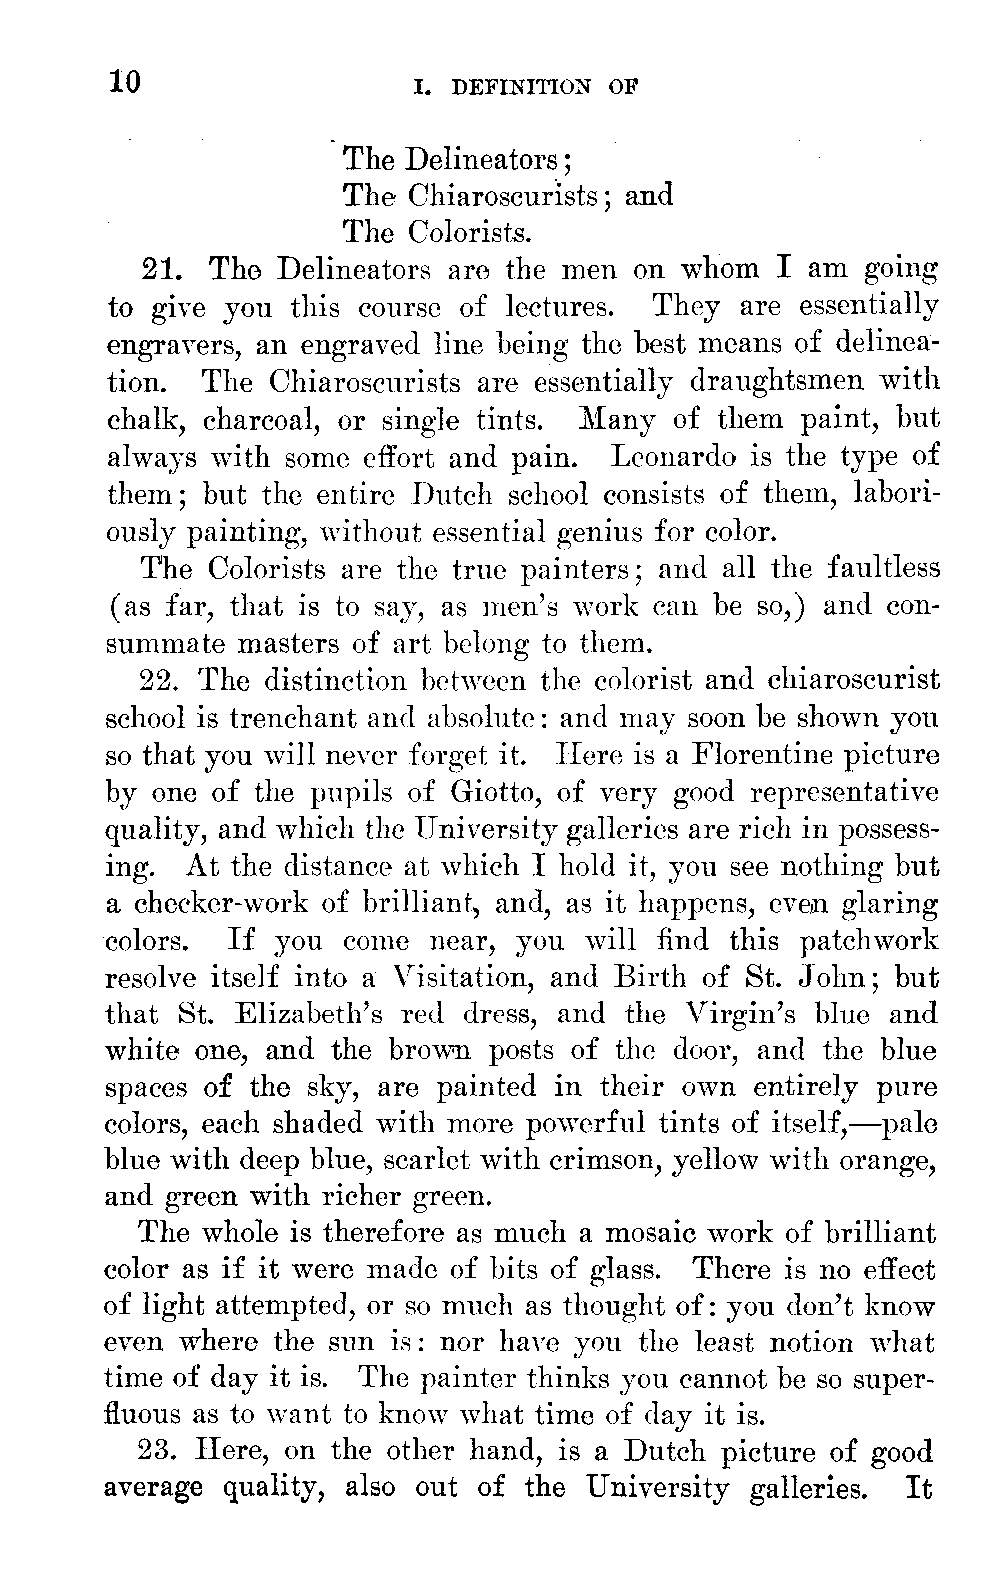 10 I. DEFINITION OF
The Delineators;
The Chiaroscurists; and
The Colorists.
21. The Delineators are the men on whom I am going
to give you this course of lectures. They are essentially
engravers, an engraved line being the best means of delinea-
tion. The Chiaroscurists are essentially draughtsmen with
chalk, charcoal, or single tints. Many of them paint, but
always with some effort and pain. Leonardo is the type of
them; but the entire Dutch school consists of them, labori-
ously painting, without essential genius for color.
The Colorists are the true painters; and all the faultless
(as far, that is to say, as men's work can be so,) and con-
summate masters of art belong to them.
22. The distinction between the colorist and chiaroscurist
school is trenchant and absolute: and may soon be shown you
so that you will never forget it. Here is a Florentine picture
by one of the pupils of Giotto, of very good representative
quality, and which the University galleries are rich in possess-
ing. At the distance at which I hold it, you see nothing but
a checker-work of brilliant, and, as it happens, even glaring
colors. If you come near, you will find this patchwork
resolve itself into a Visitation, and Birth of St. John; but
that St. Elizabeth's red dress, and the Virgin's blue and
white one, and the brown posts of the door, and the blue
spaces of the sky, are painted in their own entirely pure
colors, each shaded with more powerful tints of itself,—pale
blue with deep blue, scarlet with crimson, yellow with orange,
and green with richer green.
The whole is therefore as much a mosaic work of brilliant
color as if it were made of bits of glass. There is no effect
of light attempted, or so much as thought of: you don't know
even where the sun is: nor have you the least notion what
time of day it is. The painter thinks you cannot be so super-
fluous as to want to know what time of day it is.
23. Here, on the other hand, is a Dutch picture of good
average quality, also out of the University galleries. It